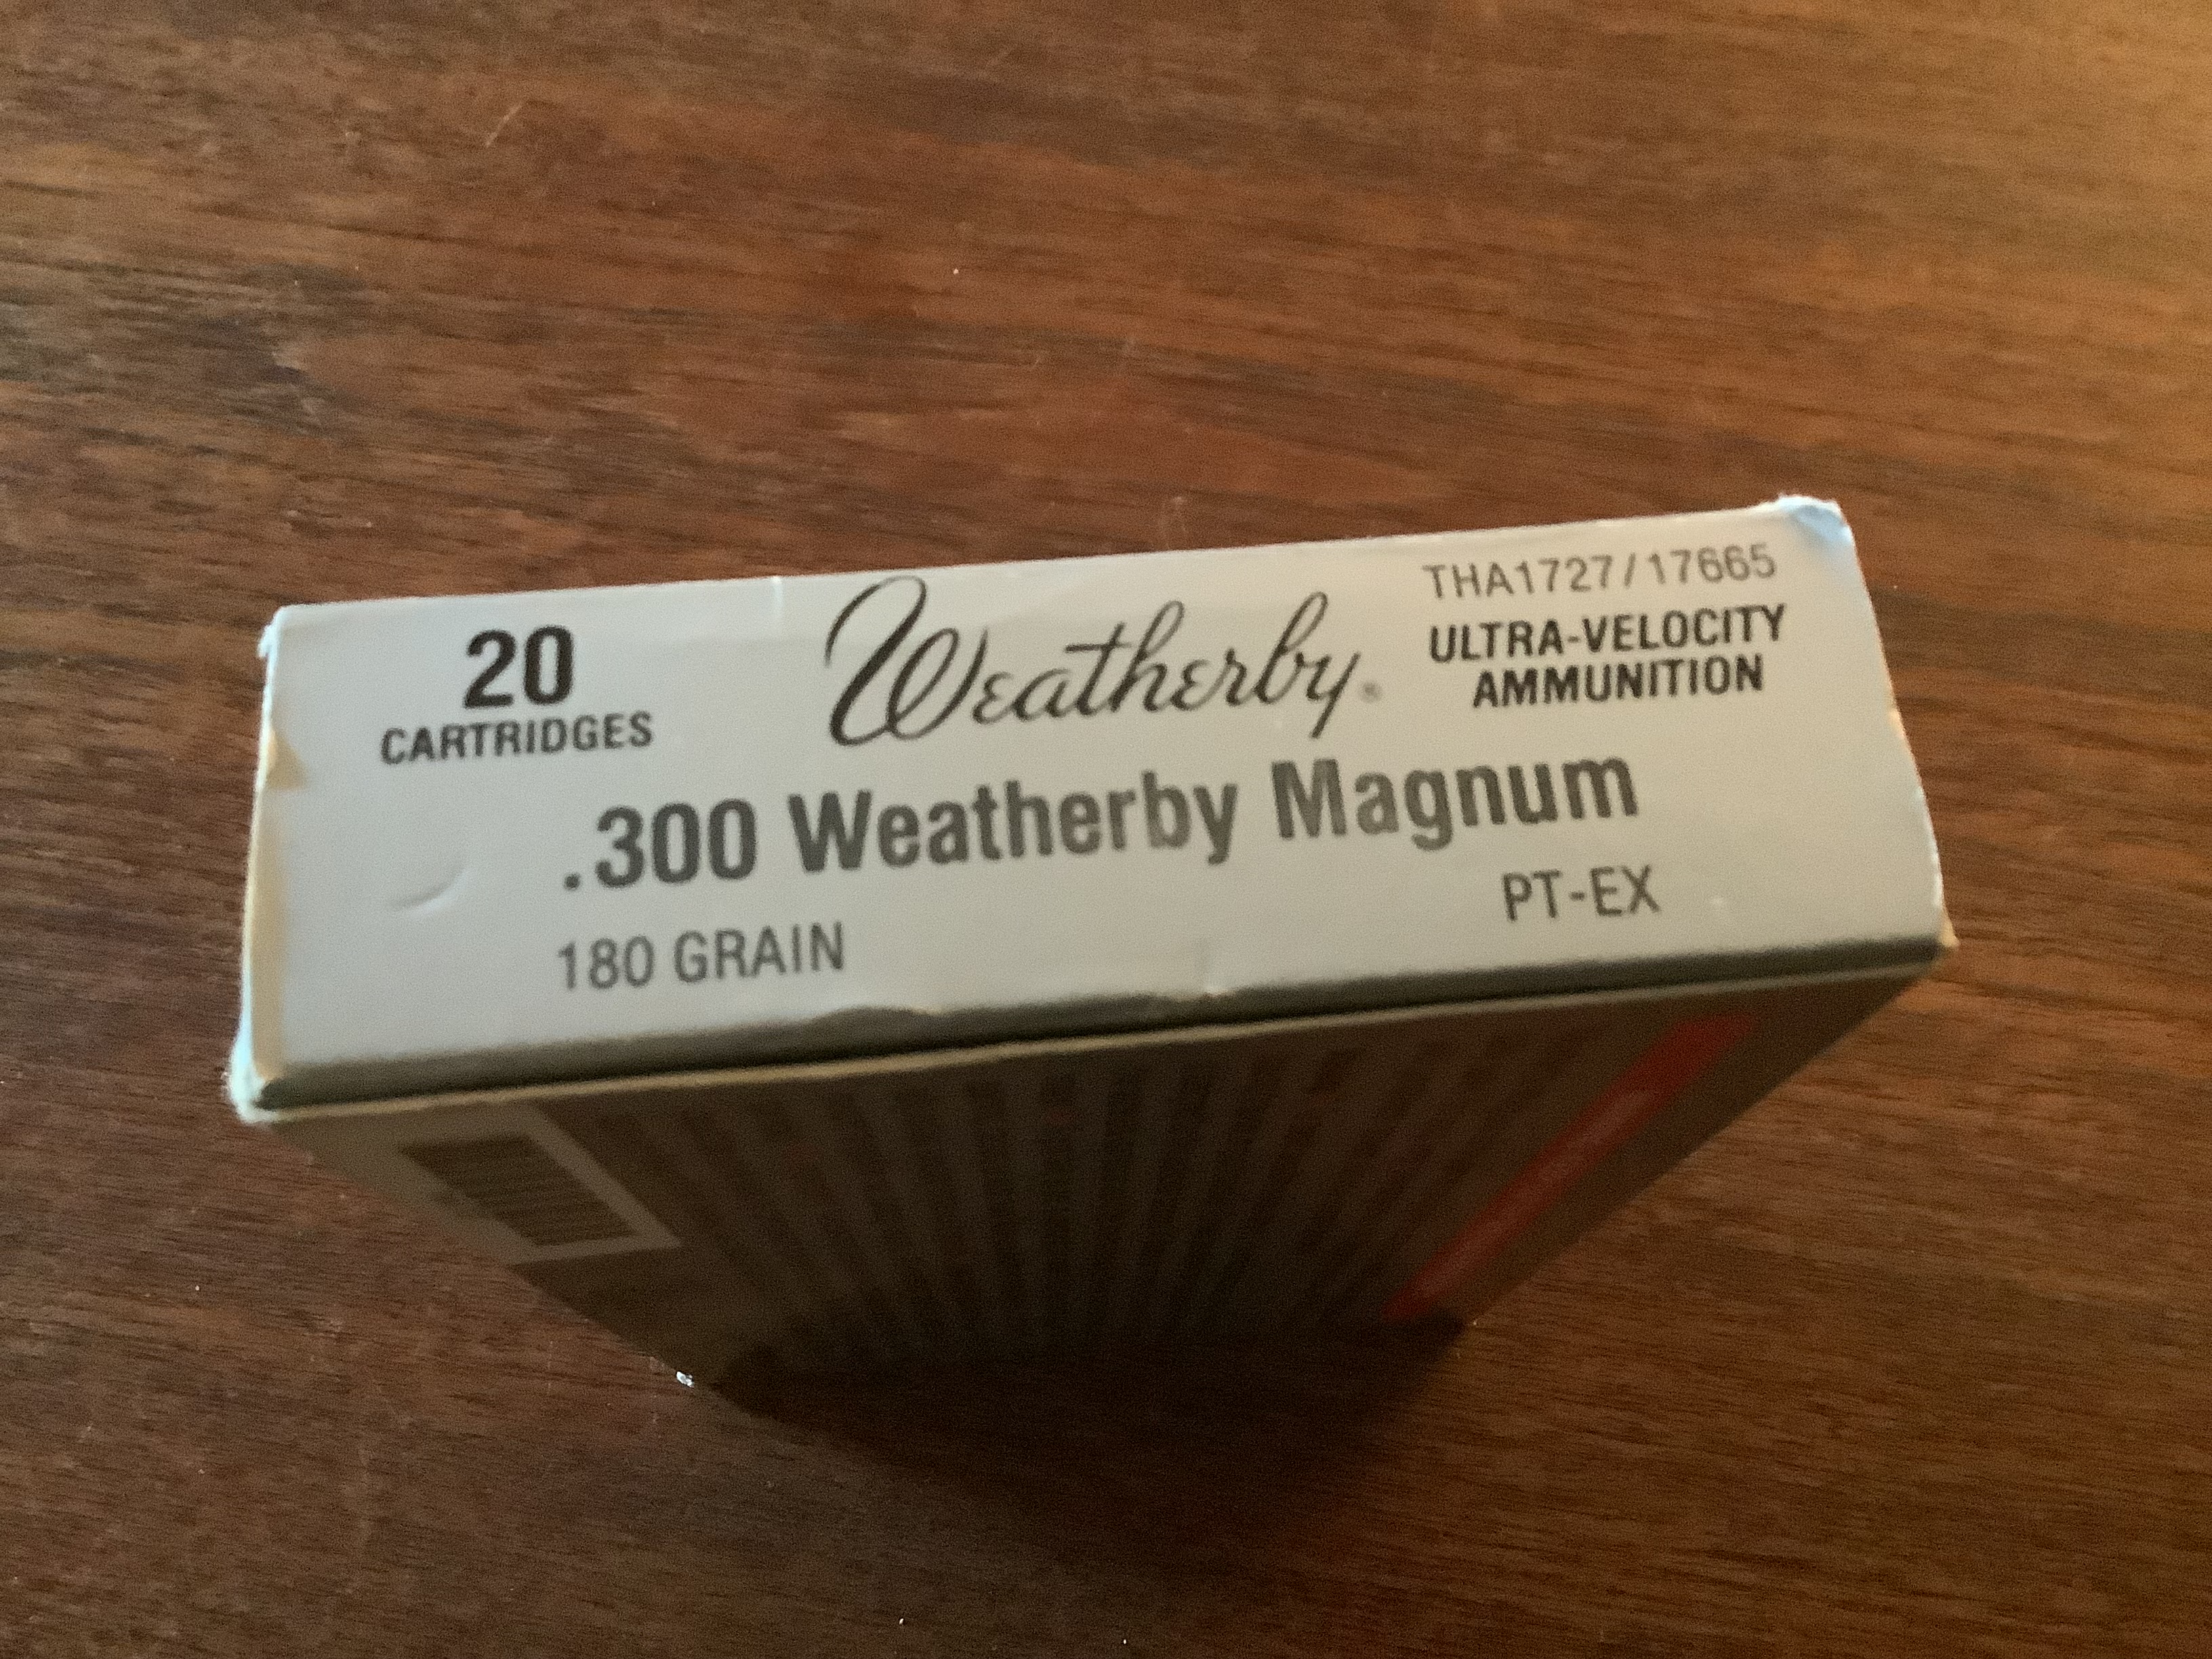 20
CARTRIDGES
Weatherby®
THA1727/17665
ULTRA-VELOCITY
AMMUNITION
.300 Weatherby Magnum
180 GRAIN
PT-EX